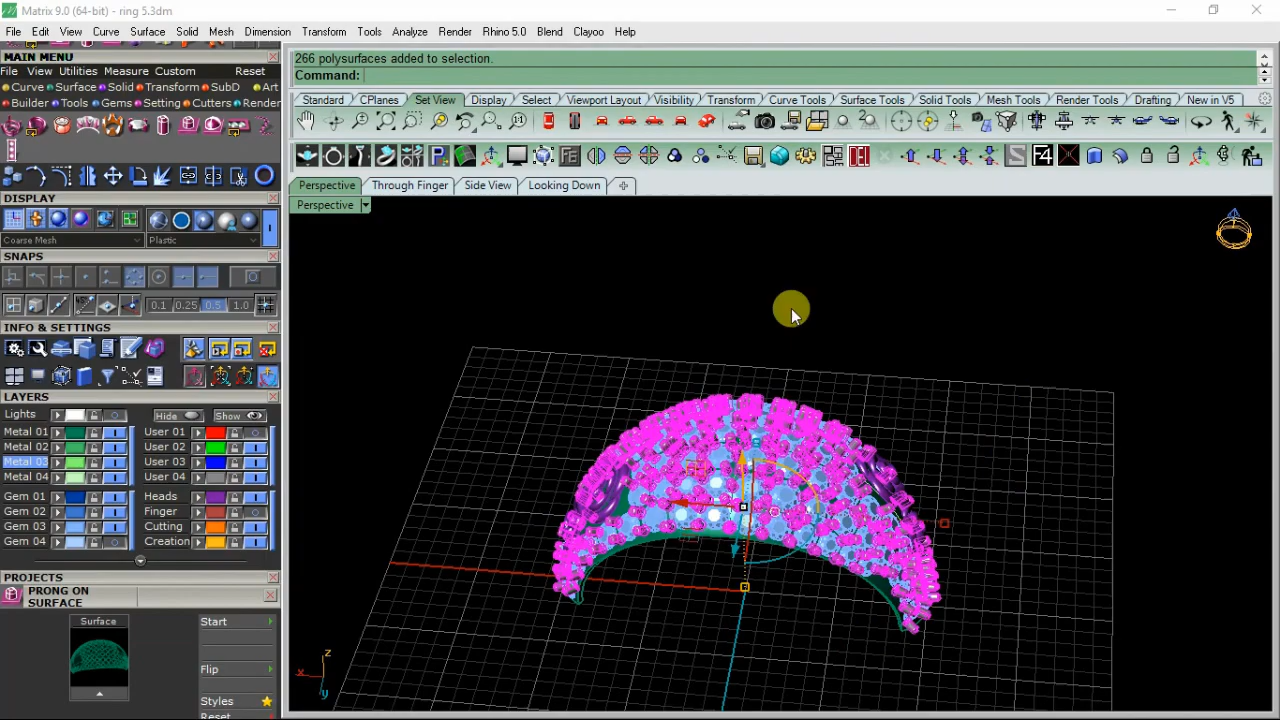 Matrix 9.0 (64-bit) - ring 5.3dm
File Edit View Curve Surface Solid Mesh Dimension Transform Tools Analyze Render Rhino 5.0 Blend Clayoo Help
MAIN MENU
File View Utilities Measure Custom Reset
Curve Surface Solid Transform SubD Art
Builder Tools Gems Setting Cutters Render
266 polysurfaces added to selection.
Command:
Standard CPlanes Set View Display Select Viewport Layout Visibility Transform Curve Tools Surface Tools Solid Tools Mesh Tools Render Tools Drafting New in V5
Perspective Through Finger Side View Looking Down
Perspective
DISPLAY
Coarse Mesh Plastic
SNAPS
0.1 0.25 0.5 1.0
INFO & SETTINGS
LAYERS
Lights Hide Show
Metal 01 User 01
Metal 02 User 02
Metal 03 User 03
Metal 04 User 04
Gem 01 Heads
Gem 02 Finger
Gem 03 Cutting
Gem 04 Creation
PROJECTS
PRONG ON
SURFACE
Surface Start
Flip
Styles
Reset
F4
z
x
y